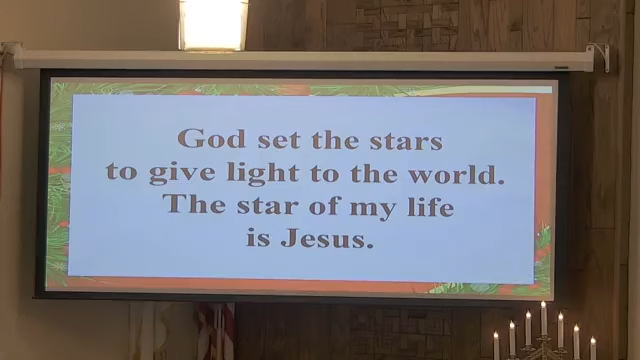 God set the stars
to give light to the world.
The star of my life
is Jesus.